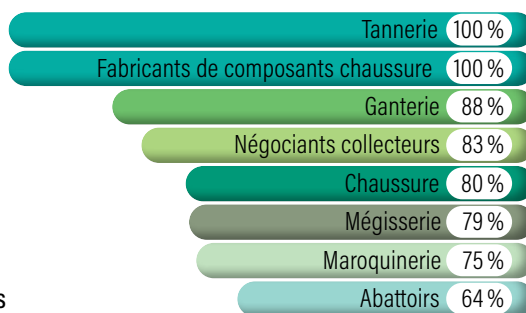 Tannerie 100 %
Fabricants de composants chaussure 100 %
Ganterie 88 %
Négociants collecteurs 83 %
Chaussure 80 %
Mégisserie 79 %
Maroquinerie 75 %
Abattoirs 64 %
s